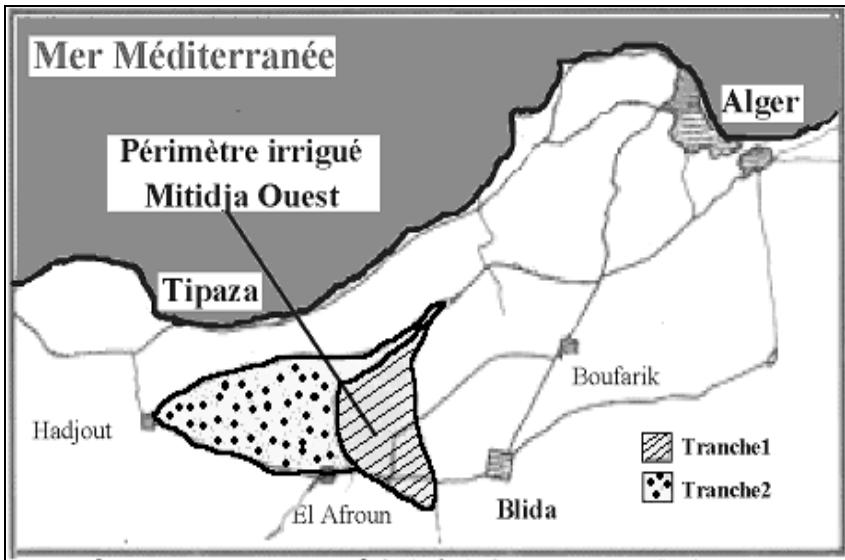 Mer Méditerranée
Alger
Périmètre irrigué
Mitidja Ouest
Tipaza
Boufarik
Hadjout
Tranche1
Tranche2
El Afroun
Blida